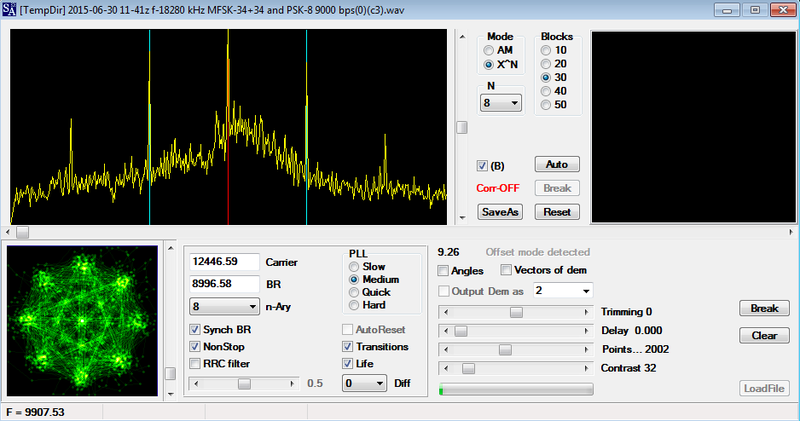 SA [TempDir] 2015-06-30 11-41z f-18280 kHz MFSK-34+34 and PSK-8 9000 bps(0)(c3).wav
Mode
AM
X^N
N
8
Blocks
10
20
30
40
50
(B)
Auto
Corr-OFF
Break
SaveAs
Reset
12446.59 Carrier
8996.58 BR
8 n-Ary
Synch BR
NonStop
RRC filter
0.5
PLL
Slow
Medium
Quick
Hard
AutoReset
Transitions
Life
0 Diff
9.26 Offset mode detected
Angles Vectors of dem
Output Dem as 2
Trimming 0
Delay 0.000
Points... 2002
Contrast 32
Break
Clear
LoadFile
F = 9907.53